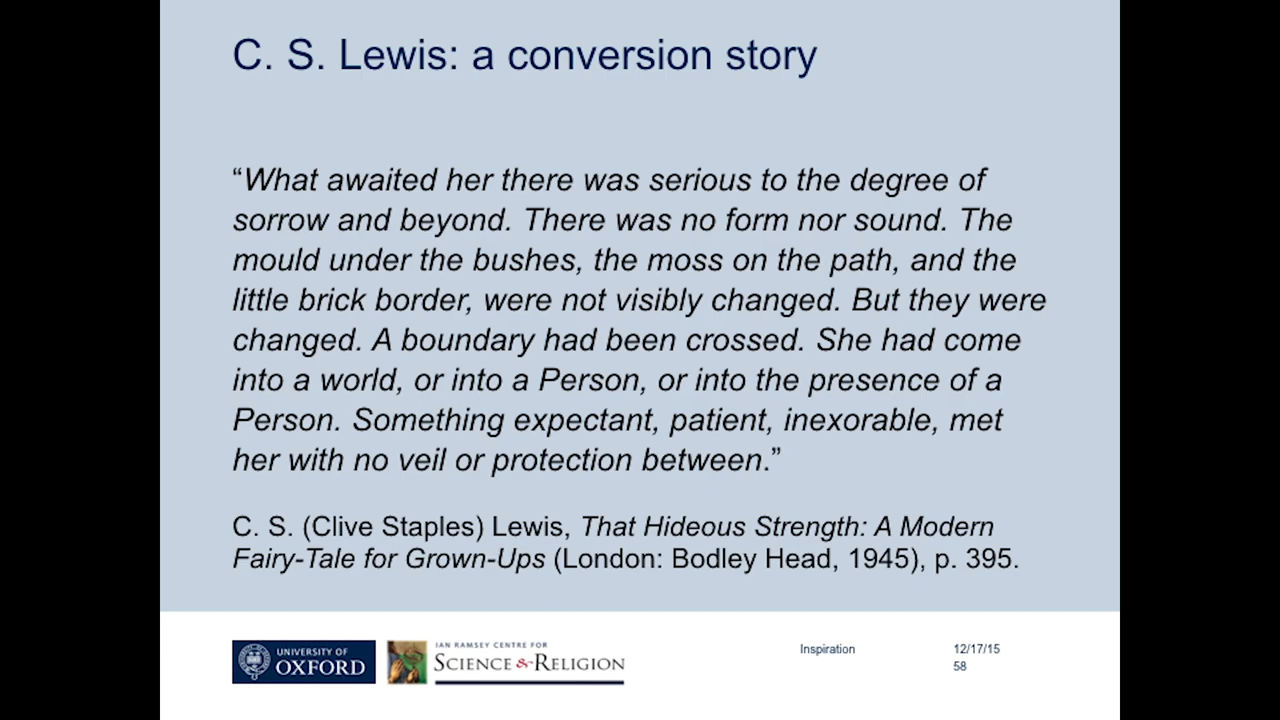 C. S. Lewis: a conversion story
“What awaited her there was serious to the degree of
sorrow and beyond. There was no form nor sound. The
mould under the bushes, the moss on the path, and the
little brick border, were not visibly changed. But they were
changed. A boundary had been crossed. She had come
into a world, or into a Person, or into the presence of a
Person. Something expectant, patient, inexorable, met
her with no veil or protection between.”
C. S. (Clive Staples) Lewis, That Hideous Strength: A Modern
Fairy-Tale for Grown-Ups (London: Bodley Head, 1945), p. 395.
UNIVERSITY OF
OXFORD
IAN RAMSEY CENTRE FOR
SCIENCE & RELIGION
Inspiration
12/17/15
58